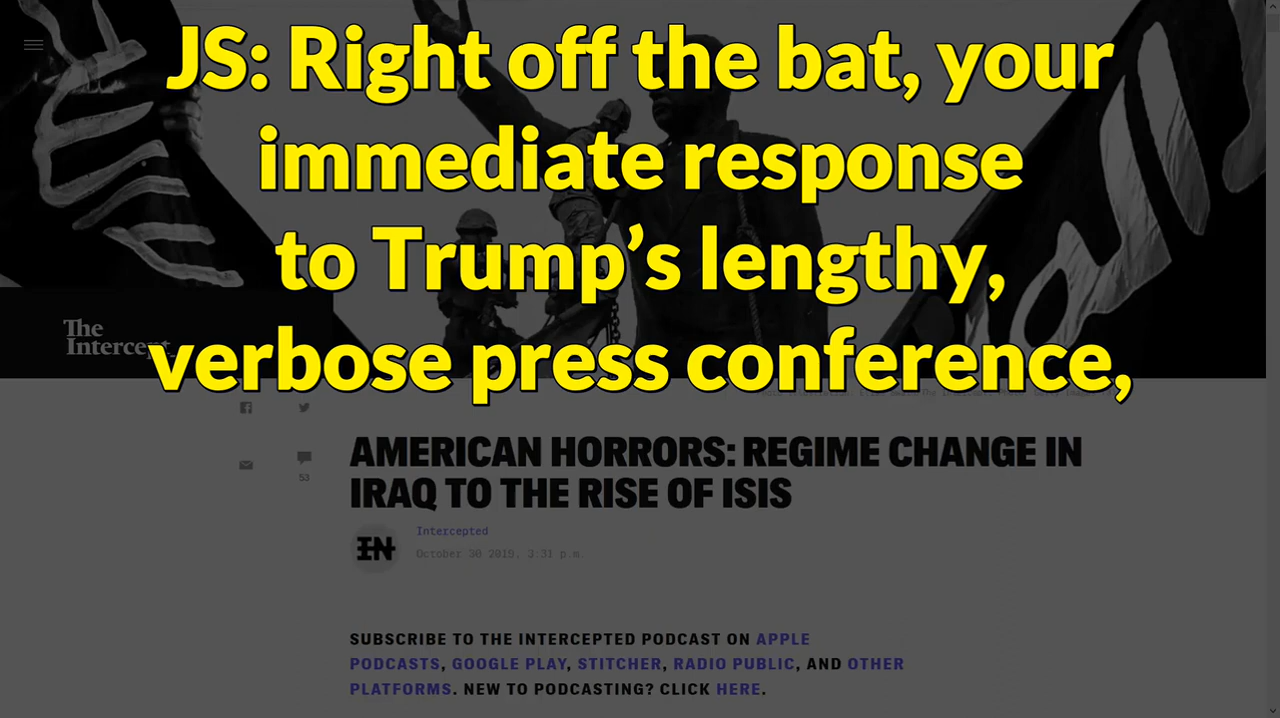 JS: Right off the bat, your
immediate response
to Trump’s lengthy,
verbose press conference,
The
Intercept_
53
AMERICAN HORRORS: REGIME CHANGE IN
IRAQ TO THE RISE OF ISIS
IN
Intercepted
October 30 2019, 3:31 p.m.
SUBSCRIBE TO THE INTERCEPTED PODCAST ON APPLE
PODCASTS, GOOGLE PLAY, STITCHER, RADIO PUBLIC, AND OTHER
PLATFORMS. NEW TO PODCASTING? CLICK HERE.